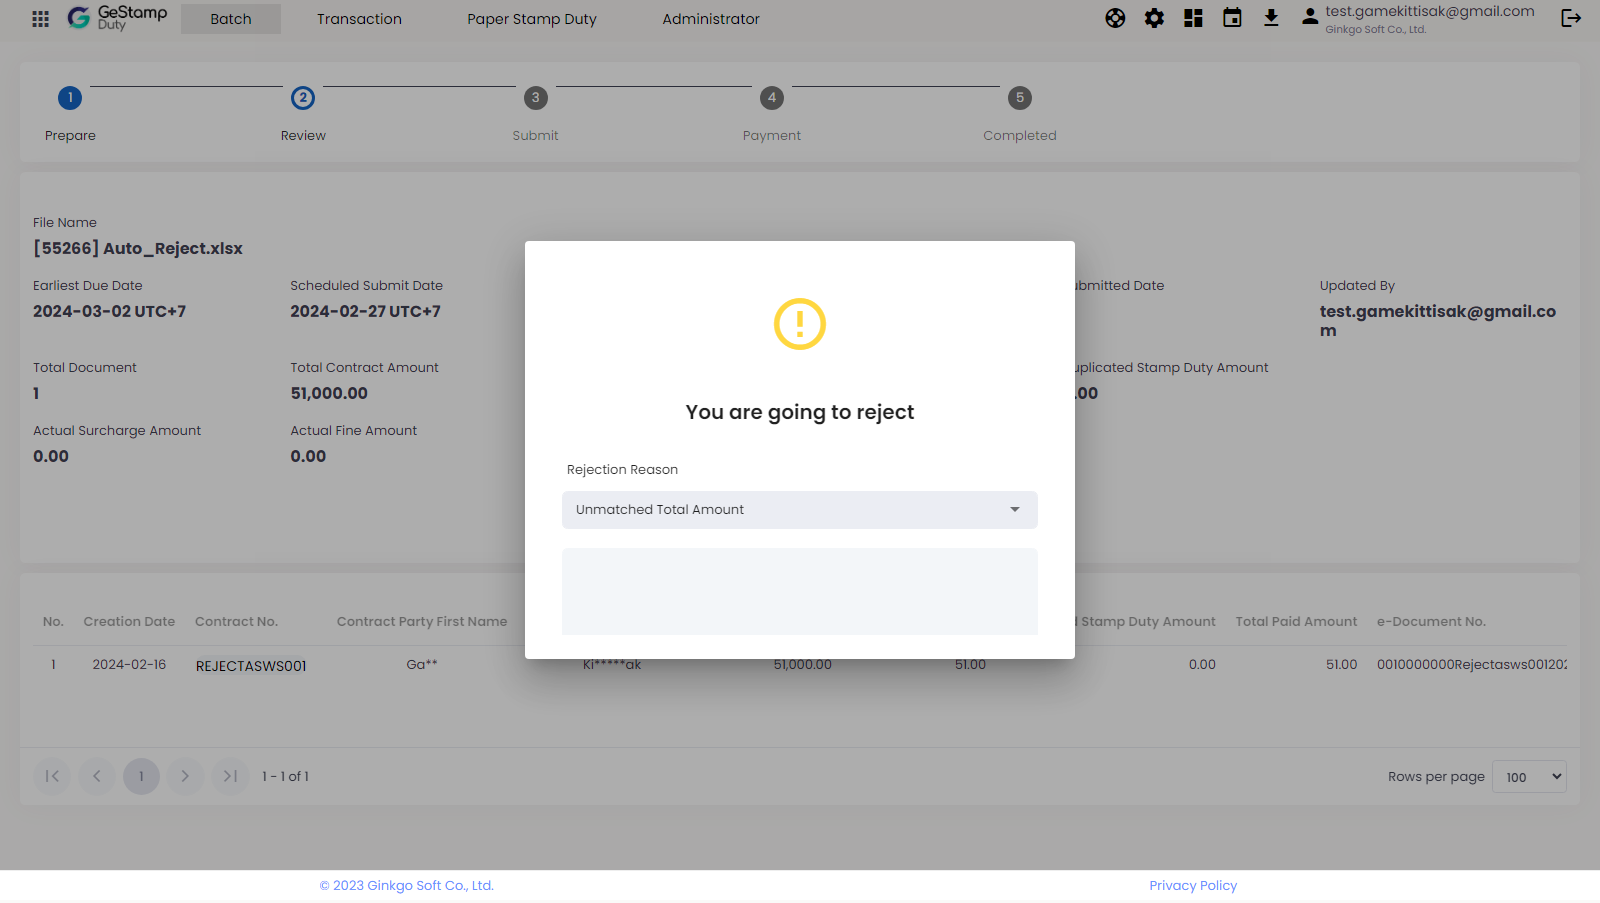 GeStamp
Duty
Batch
Transaction
Paper Stamp Duty
Administrator
test.gamekittisak@gmail.com
Ginkgo Soft Co., Ltd.
1
2
3
4
5
Prepare
Review
Submit
Payment
Completed
File Name
[55266] Auto_Reject.xlsx
Earliest Due Date
Scheduled Submit Date
ubmitted Date
Updated By
2024-03-02 UTC+7
2024-02-27 UTC+7
test.gamekittisak@gmail.co
m
Total Document
Total Contract Amount
uplicated Stamp Duty Amount
1
51,000.00
.00
Actual Surcharge Amount
Actual Fine Amount
0.00
0.00
You are going to reject
Rejection Reason
Unmatched Total Amount
No.
Creation Date
Contract No.
Contract Party First Name
Stamp Duty Amount
Total Paid Amount
e-Document No.
1
2024-02-16
REJECTASWS001
Ga**
Ki*****ak
51,000.00
51.00
0.00
51.00
0010000000Rejectasws001202
1
1 - 1 of 1
Rows per page
100
© 2023 Ginkgo Soft Co., Ltd.
Privacy Policy